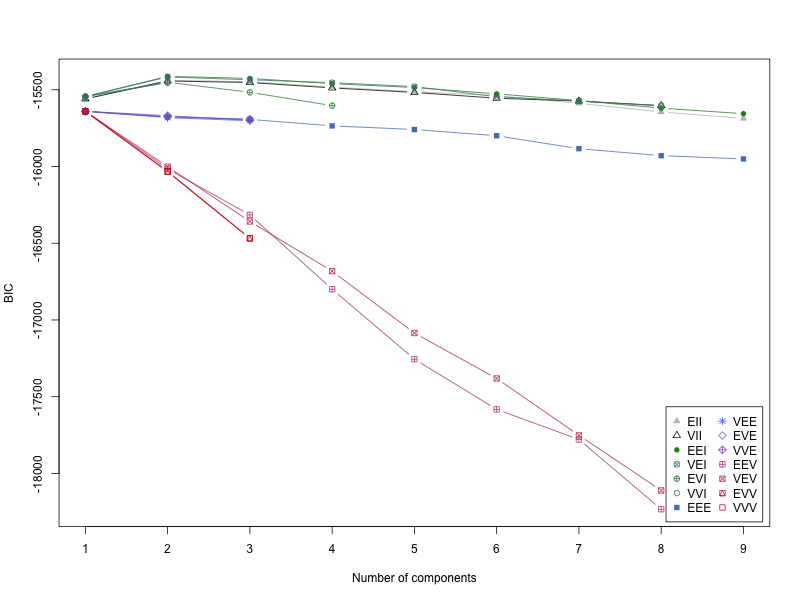 BIC
-15500
-16000
-16500
-17000
-17500
-18000
1 2 3 4 5 6 7 8 9
Number of components
EII VEE
VII EVE
EEI VVE
VEI EEV
EVI VEV
VVI EVV
EEE VVV